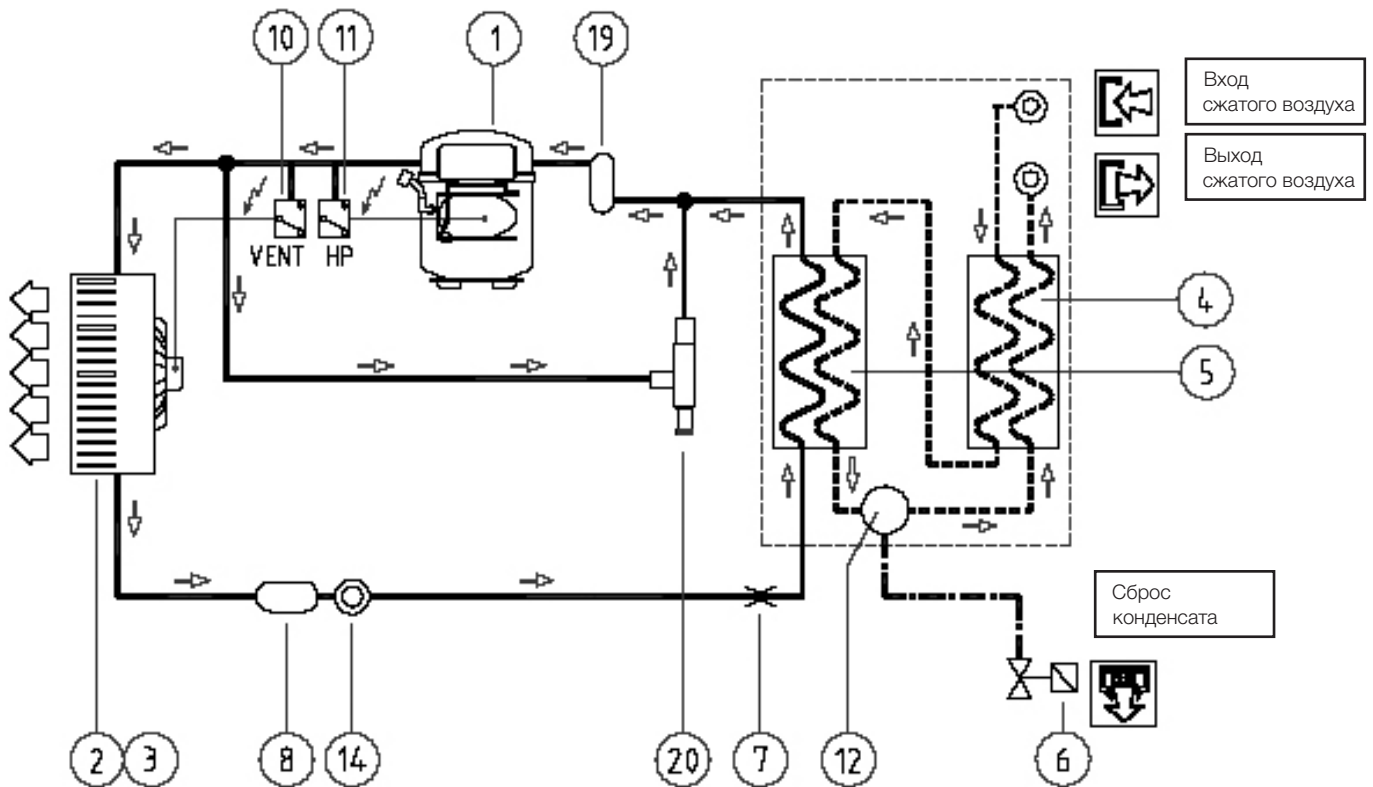 10 11 1 19
Вход
сжатого воздуха
Выход
сжатого воздуха
VENT HP
4
5
Сброс
конденсата
2 3 8 14 20 7 12 6